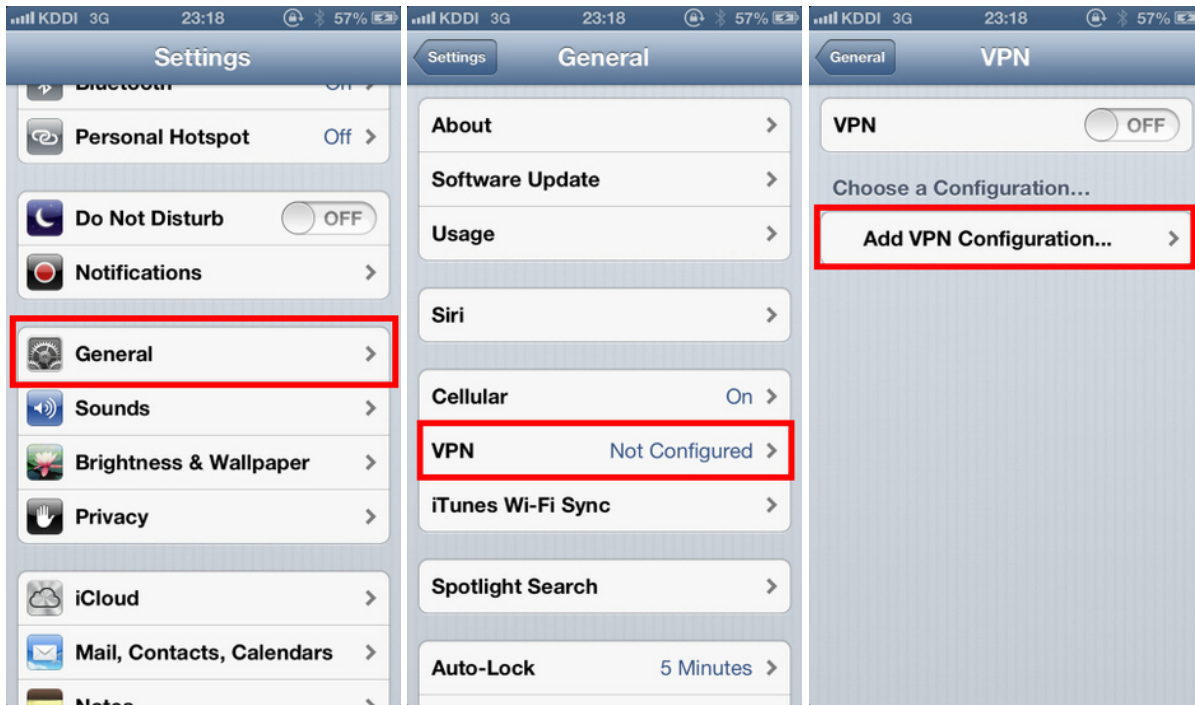 KDDI 3G 23:18 57%
Settings
Bluetooth On
Personal Hotspot Off
Do Not Disturb OFF
Notifications
General
Sounds
Brightness & Wallpaper
Privacy
iCloud
Mail, Contacts, Calendars
Notes
KDDI 3G 23:18 57%
Settings General
About
Software Update
Usage
Siri
Cellular On
VPN Not Configured
iTunes Wi-Fi Sync
Spotlight Search
Auto-Lock 5 Minutes
KDDI 3G 23:18 57%
General VPN
VPN OFF
Choose a Configuration...
Add VPN Configuration...